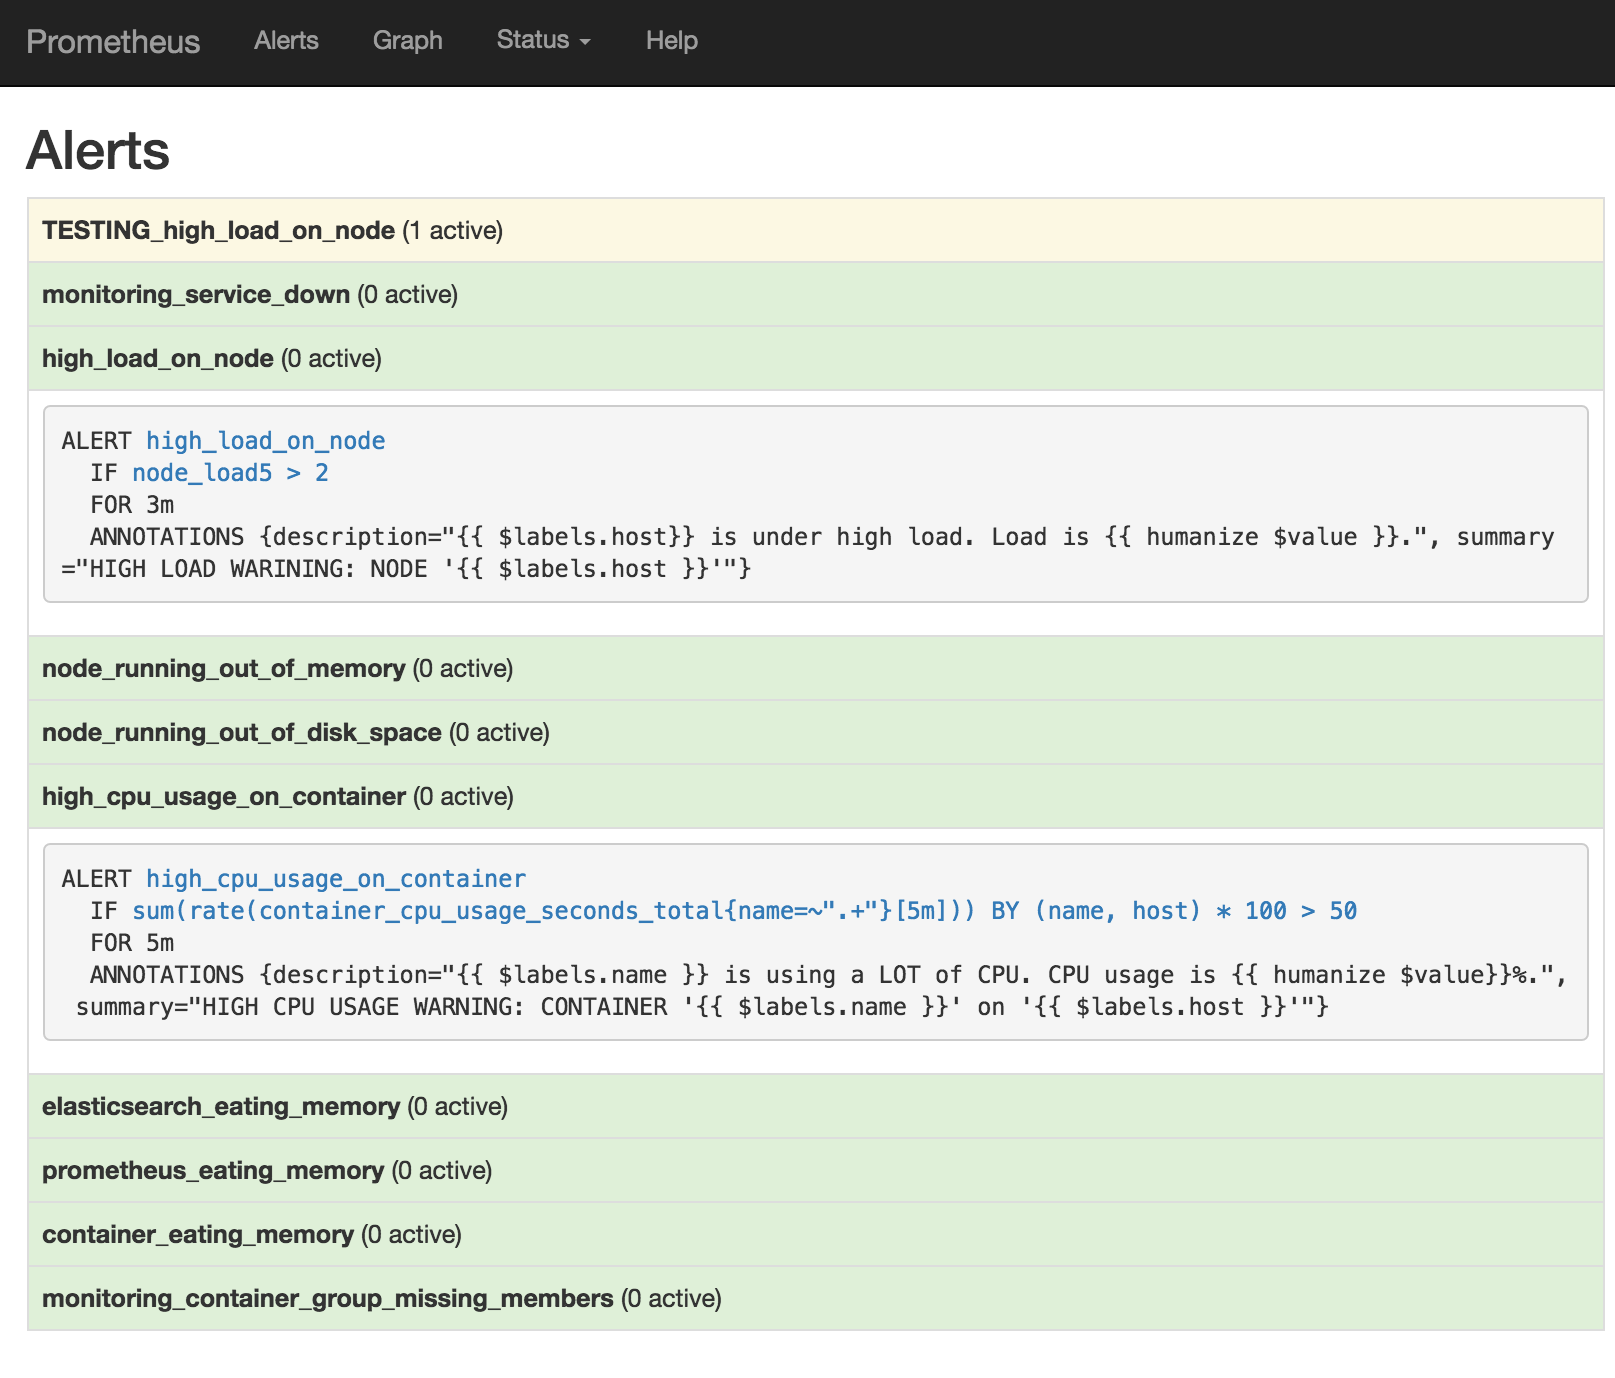 Prometheus Alerts Graph Status Help
Alerts
TESTING_high_load_on_node (1 active)
monitoring_service_down (0 active)
high_load_on_node (0 active)
ALERT high_load_on_node
IF node_load5 > 2
FOR 3m
ANNOTATIONS {description="{{ $labels.host}} is under high load. Load is {{ humanize $value }}.", summary
="HIGH LOAD WARINING: NODE '{{ $labels.host }}'"}
node_running_out_of_memory (0 active)
node_running_out_of_disk_space (0 active)
high_cpu_usage_on_container (0 active)
ALERT high_cpu_usage_on_container
IF sum(rate(container_cpu_usage_seconds_total{name=~".+"}[5m])) BY (name, host) * 100 > 50
FOR 5m
ANNOTATIONS {description="{{ $labels.name }} is using a LOT of CPU. CPU usage is {{ humanize $value}}%.",
summary="HIGH CPU USAGE WARNING: CONTAINER '{{ $labels.name }}' on '{{ $labels.host }}'"}
elasticsearch_eating_memory (0 active)
prometheus_eating_memory (0 active)
container_eating_memory (0 active)
monitoring_container_group_missing_members (0 active)